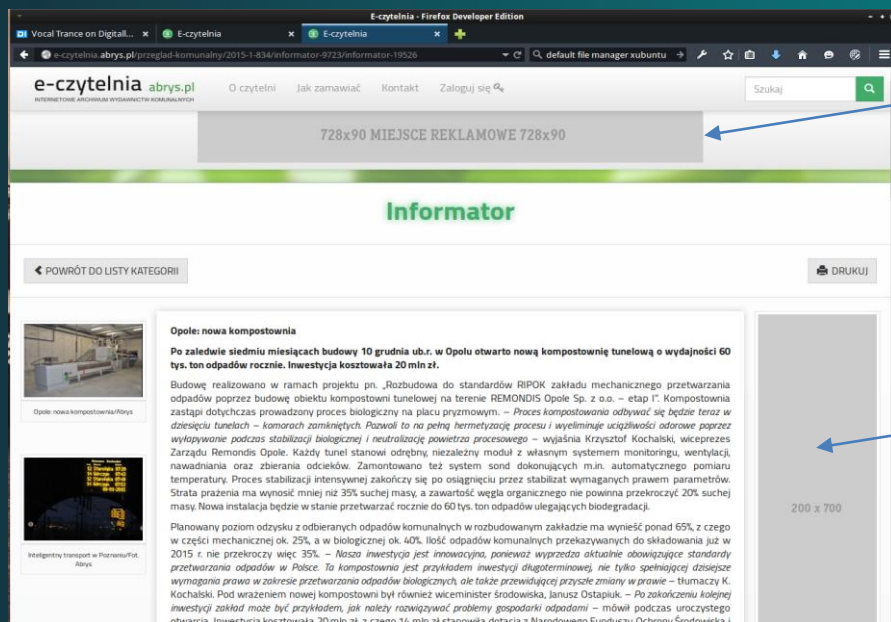 E-czytelnia - Firefox Developer Edition
Vocal Trance on Digitall...
E-czytelnia
E-czytelnia
e-czytelnia.abrys.pl/przeglad-komunalny/2015-1-834/informator-9723/informator-19526
default file manager xubuntu
e-czytelnia abrys.pl
INTERNETOWE ARCHIWUM WYDAWNICTW KOMUNALNYCH
O czytelni
Jak zamawiać
Kontakt
Zaloguj się
Szukaj
728x90 MIEJSCE REKLAMOWE 728x90
Informator
POWRÓT DO LISTY KATEGORII
DRUKUJ
Opole: nowa kompostownia/Abrys
Inteligentny transport w Poznaniu/Fot.
Abrys
Opole: nowa kompostownia
Po zaledwie siedmiu miesiącach budowy 10 grudnia ub.r. w Opolu otwarto nową kompostownię tunelową o wydajności 60
tys. ton odpadów rocznie. Inwestycja kosztowała 20 mln zł.
Budowę realizowano w ramach projektu pn. „Rozbudowa do standardów RIPOK zakładu mechanicznego przetwarzania
odpadów poprzez budowę obiektu kompostowni tunelowej na terenie REMONDIS Opole Sp. z o.o. – etap I”. Kompostownia
zastąpi dotychczas prowadzony proces biologiczny na placu pryzmowym. – Proces kompostowania odbywać się będzie teraz w
dziesięciu tunelach – komorach zamkniętych. Pozwoli to na pełną hermetyzację procesu i wyeliminuje uciążliwości odorowe poprzez
wyłapywanie podczas stabilizacji biologicznej i neutralizację powietrza procesowego – wyjaśnia Krzysztof Kochalski, wiceprezes
Zarządu Remondis Opole. Każdy tunel stanowi odrębny, niezależny moduł z własnym systemem monitoringu, wentylacji,
nawadniania oraz zbierania odcieków. Zamontowano też system sond dokonujących m.in. automatycznego pomiaru
temperatury. Proces stabilizacji intensywnej zakończy się po osiągnięciu przez stabilizat wymaganych prawem parametrów.
Strata prażenia ma wynosić mniej niż 35% suchej masy, a zawartość węgla organicznego nie powinna przekroczyć 20% suchej
masy. Nowa instalacja będzie w stanie przetwarzać rocznie do 60 tys. ton odpadów ulegających biodegradacji.
Planowany poziom odzysku z odbieranych odpadów komunalnych w rozbudowanym zakładzie ma wynieść ponad 65%, z czego
w części mechanicznej ok. 25%, a w biologicznej ok. 40%. Ilość odpadów komunalnych przekazywanych do składowania już w
2015 r. nie przekroczy więc 35%. – Nasza inwestycja jest innowacyjna, ponieważ wyprzedza aktualnie obowiązujące standardy
przetwarzania odpadów w Polsce. Ta kompostownia jest przykładem inwestycji długoterminowej, nie tylko spełniającej dzisiejsze
wymagania prawa w zakresie przetwarzania odpadów biologicznych, ale także przewidującej przyszłe zmiany w prawie – tłumaczy K.
Kochalski. Pod wrażeniem nowej kompostowni był również wiceminister środowiska, Janusz Ostapiuk. – Po zakończeniu kolejnej
inwestycji zakład może być przykładem, jak należy rozwiązywać problemy gospodarki odpadami – mówił podczas uroczystego
otwarcia. Inwestycja kosztowała 20 mln zł, z czego 14 mln zł stanowiła dotacja z Narodowego Funduszu Ochrony Środowiska i
200 x 700